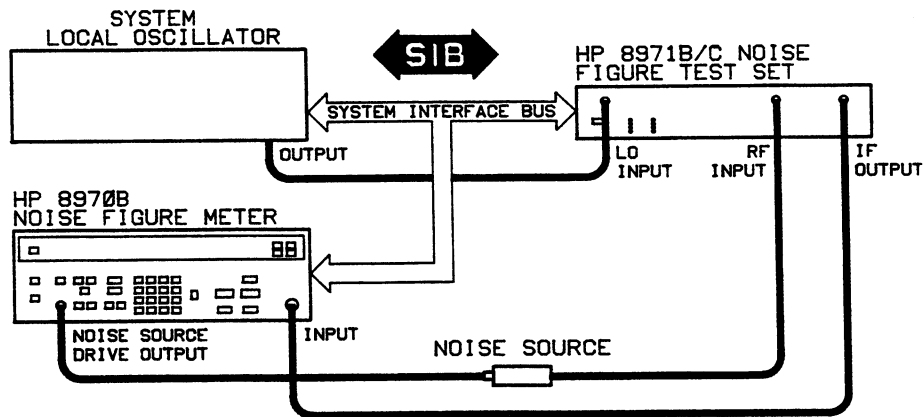 SYSTEM
LOCAL OSCILLATOR
SIB
HP 8971B/C NOISE
FIGURE TEST SET
SYSTEM INTERFACE BUS
OUTPUT
LO
INPUT
RF
INPUT
IF
OUTPUT
HP 8970B
NOISE FIGURE METER
NOISE SOURCE
DRIVE OUTPUT
INPUT
NOISE SOURCE